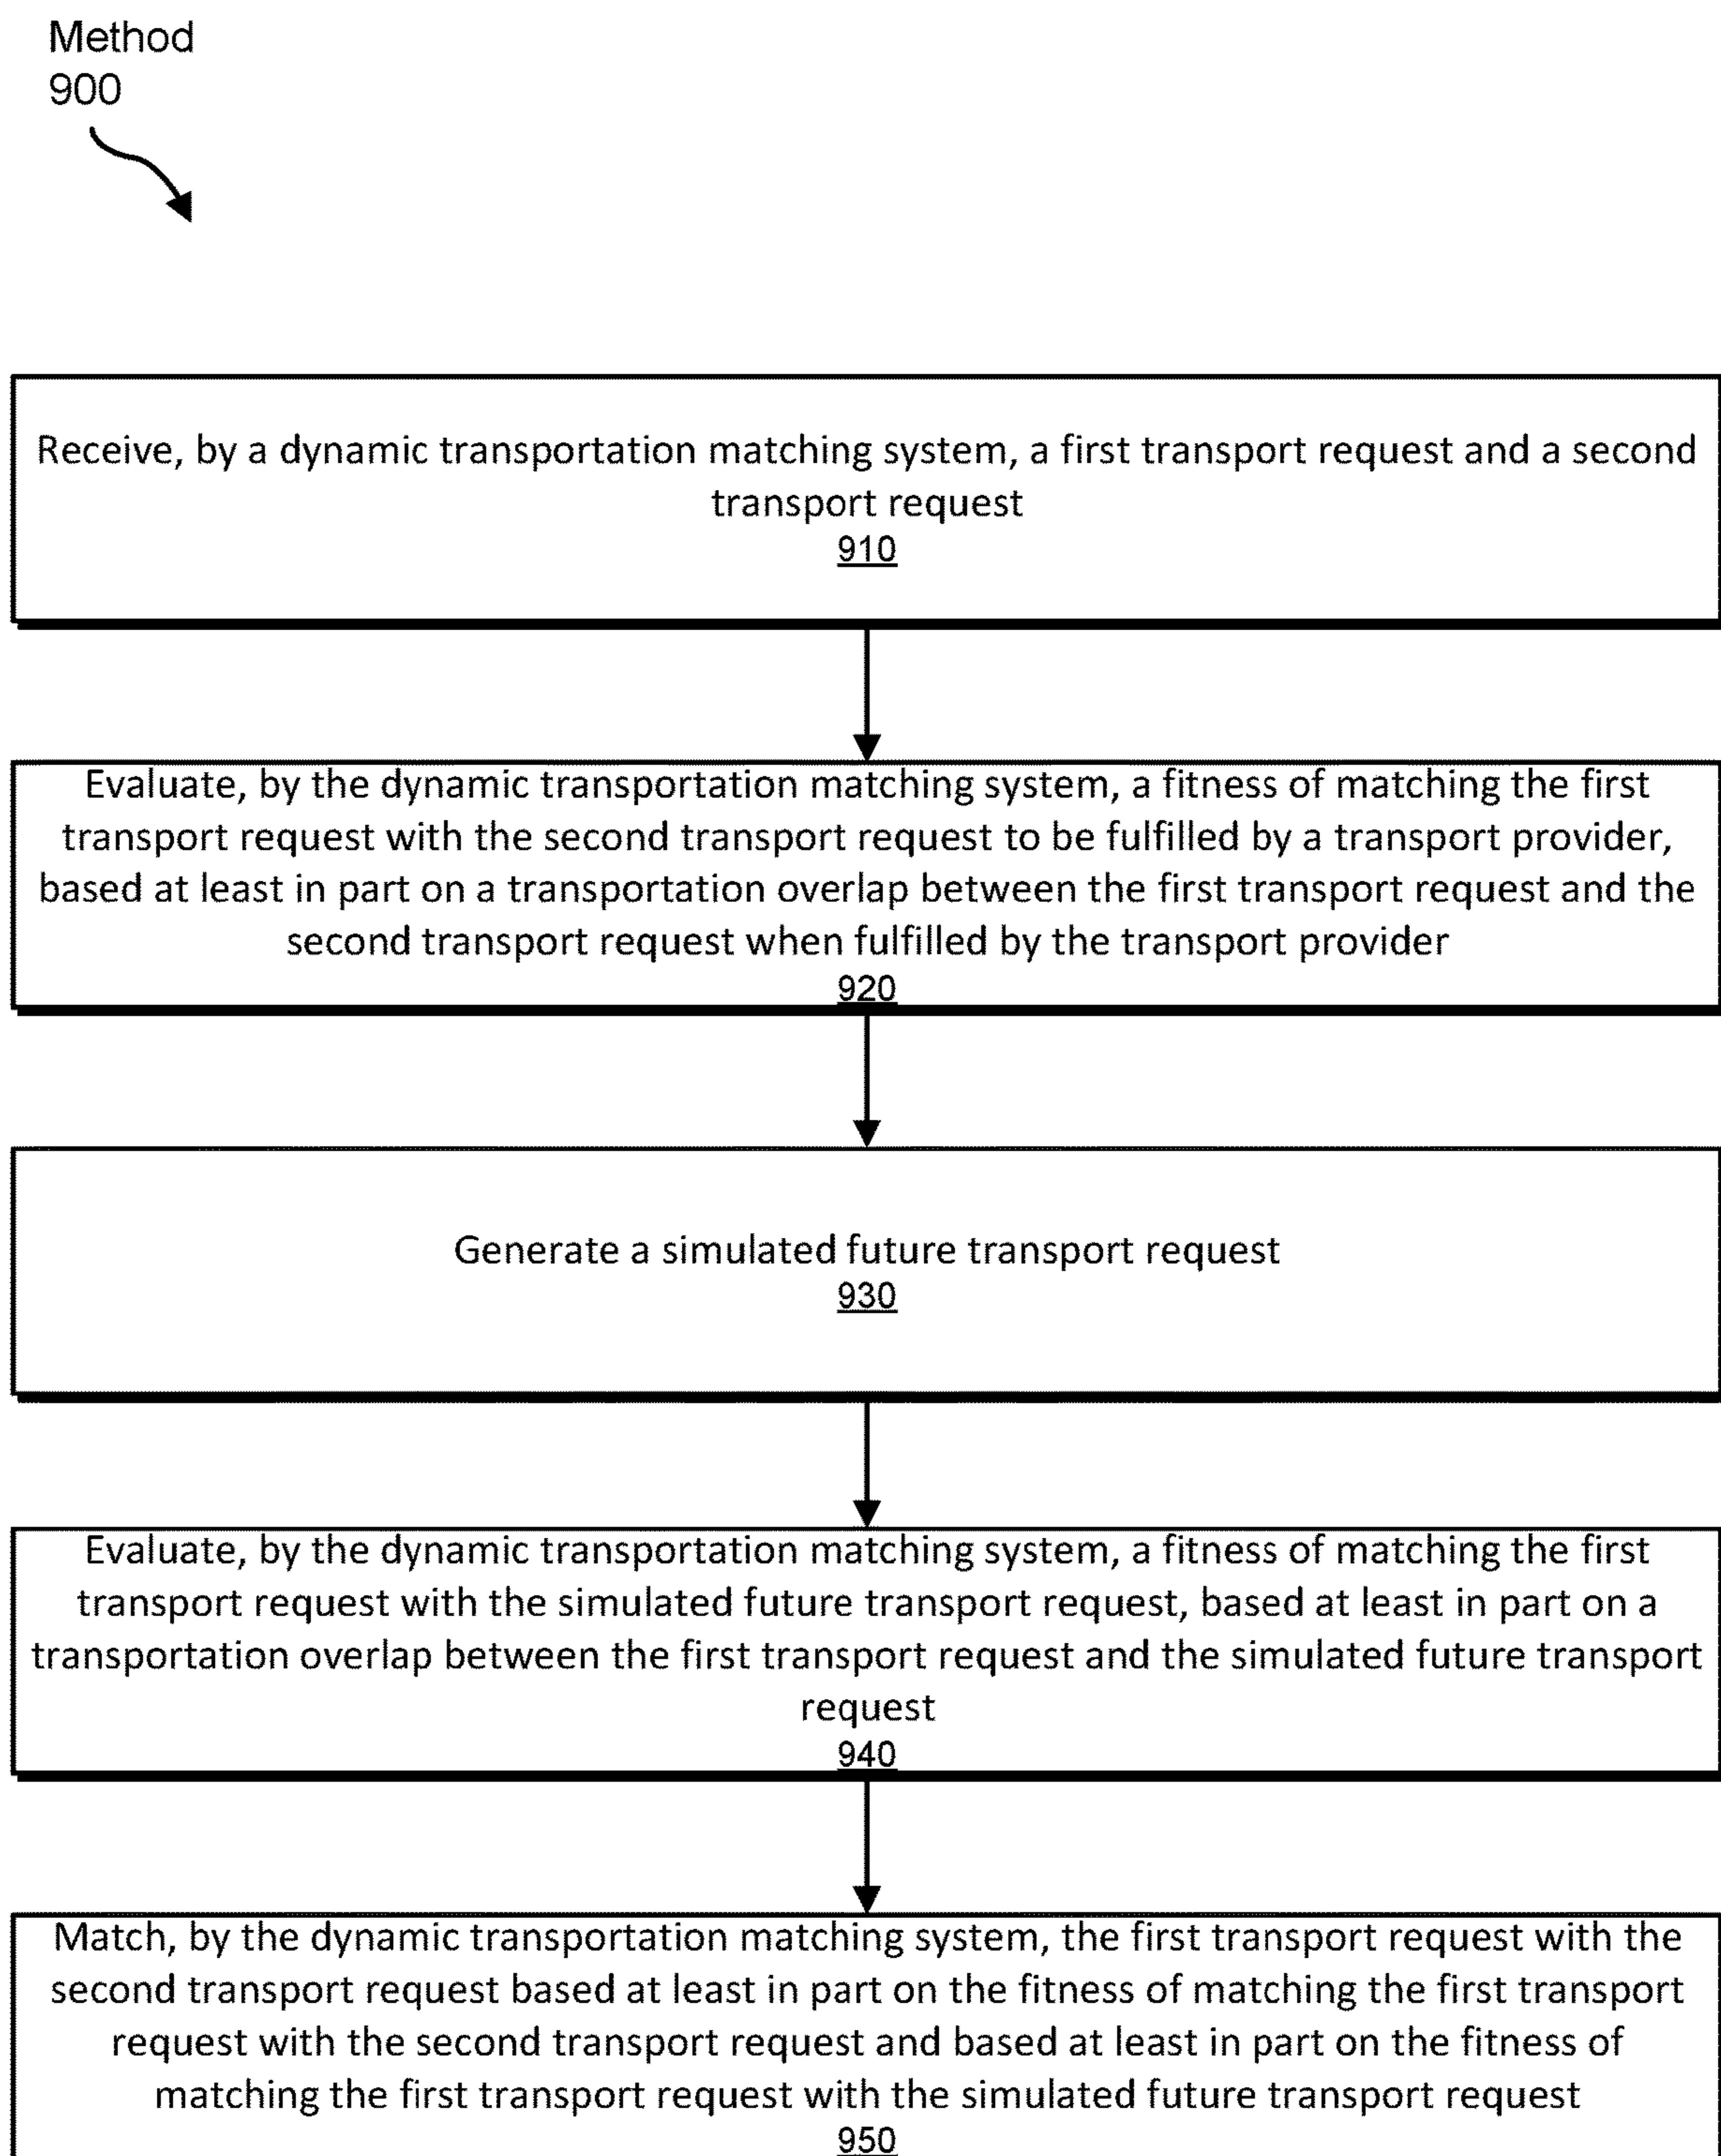 Method
900
Receive, by a dynamic transportation matching system, a first transport request and a second
transport request
910
Evaluate, by the dynamic transportation matching system, a fitness of matching the first
transport request with the second transport request to be fulfilled by a transport provider,
based at least in part on a transportation overlap between the first transport request and the
second transport request when fulfilled by the transport provider
920
Generate a simulated future transport request
930
Evaluate, by the dynamic transportation matching system, a fitness of matching the first
transport request with the simulated future transport request, based at least in part on a
transportation overlap between the first transport request and the simulated future transport
request
940
Match, by the dynamic transportation matching system, the first transport request with the
second transport request based at least in part on the fitness of matching the first transport
request with the second transport request and based at least in part on the fitness of
matching the first transport request with the simulated future transport request
950